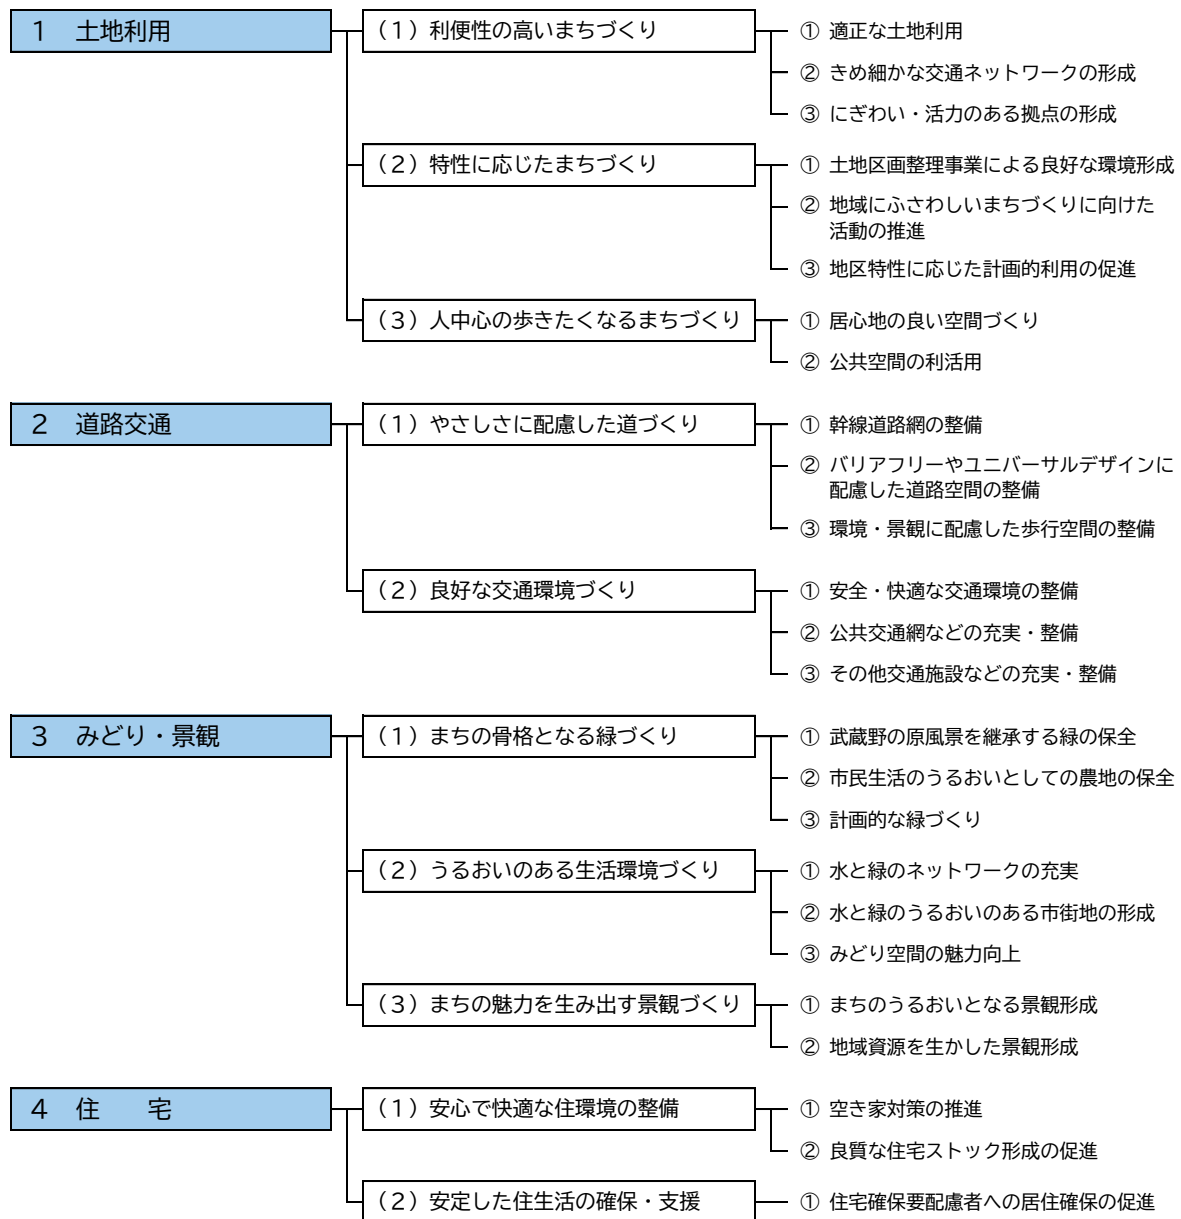 1 土地利用
(1) 利便性の高いまちづくり
① 適正な土地利用
② きめ細かな交通ネットワークの形成
③ にぎわい・活力のある拠点の形成
(2) 特性に応じたまちづくり
① 土地区画整理事業による良好な環境形成
② 地域にふさわしいまちづくりに向けた
活動の推進
③ 地区特性に応じた計画的利用の促進
(3) 人中心の歩きたくなるまちづくり
① 居心地の良い空間づくり
② 公共空間の利活用
2 道路交通
(1) やさしさに配慮した道づくり
① 幹線道路網の整備
② バリアフリーやユニバーサルデザインに
配慮した道路空間の整備
③ 環境・景観に配慮した歩行空間の整備
(2) 良好な交通環境づくり
① 安全・快適な交通環境の整備
② 公共交通網などの充実・整備
③ その他交通施設などの充実・整備
3 みどり・景観
(1) まちの骨格となる緑づくり
① 武蔵野の原風景を継承する緑の保全
② 市民生活のうるおいとしての農地の保全
③ 計画的な緑づくり
(2) うるおいのある生活環境づくり
① 水と緑のネットワークの充実
② 水と緑のうるおいのある市街地の形成
③ みどり空間の魅力向上
(3) まちの魅力を生み出す景観づくり
① まちのうるおいとなる景観形成
② 地域資源を生かした景観形成
4 住 宅
(1) 安心で快適な住環境の整備
① 空き家対策の推進
② 良質な住宅ストック形成の促進
(2) 安定した住生活の確保・支援
① 住宅確保要配慮者への居住確保の促進